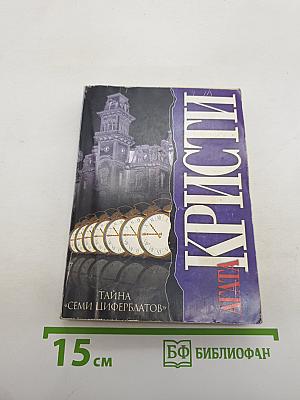 АГАТА
КРИСТИ
ТАЙНА
«СЕМИ ЦИФЕРБЛАТОВ»
15 см
БФ БИБЛИОФАН